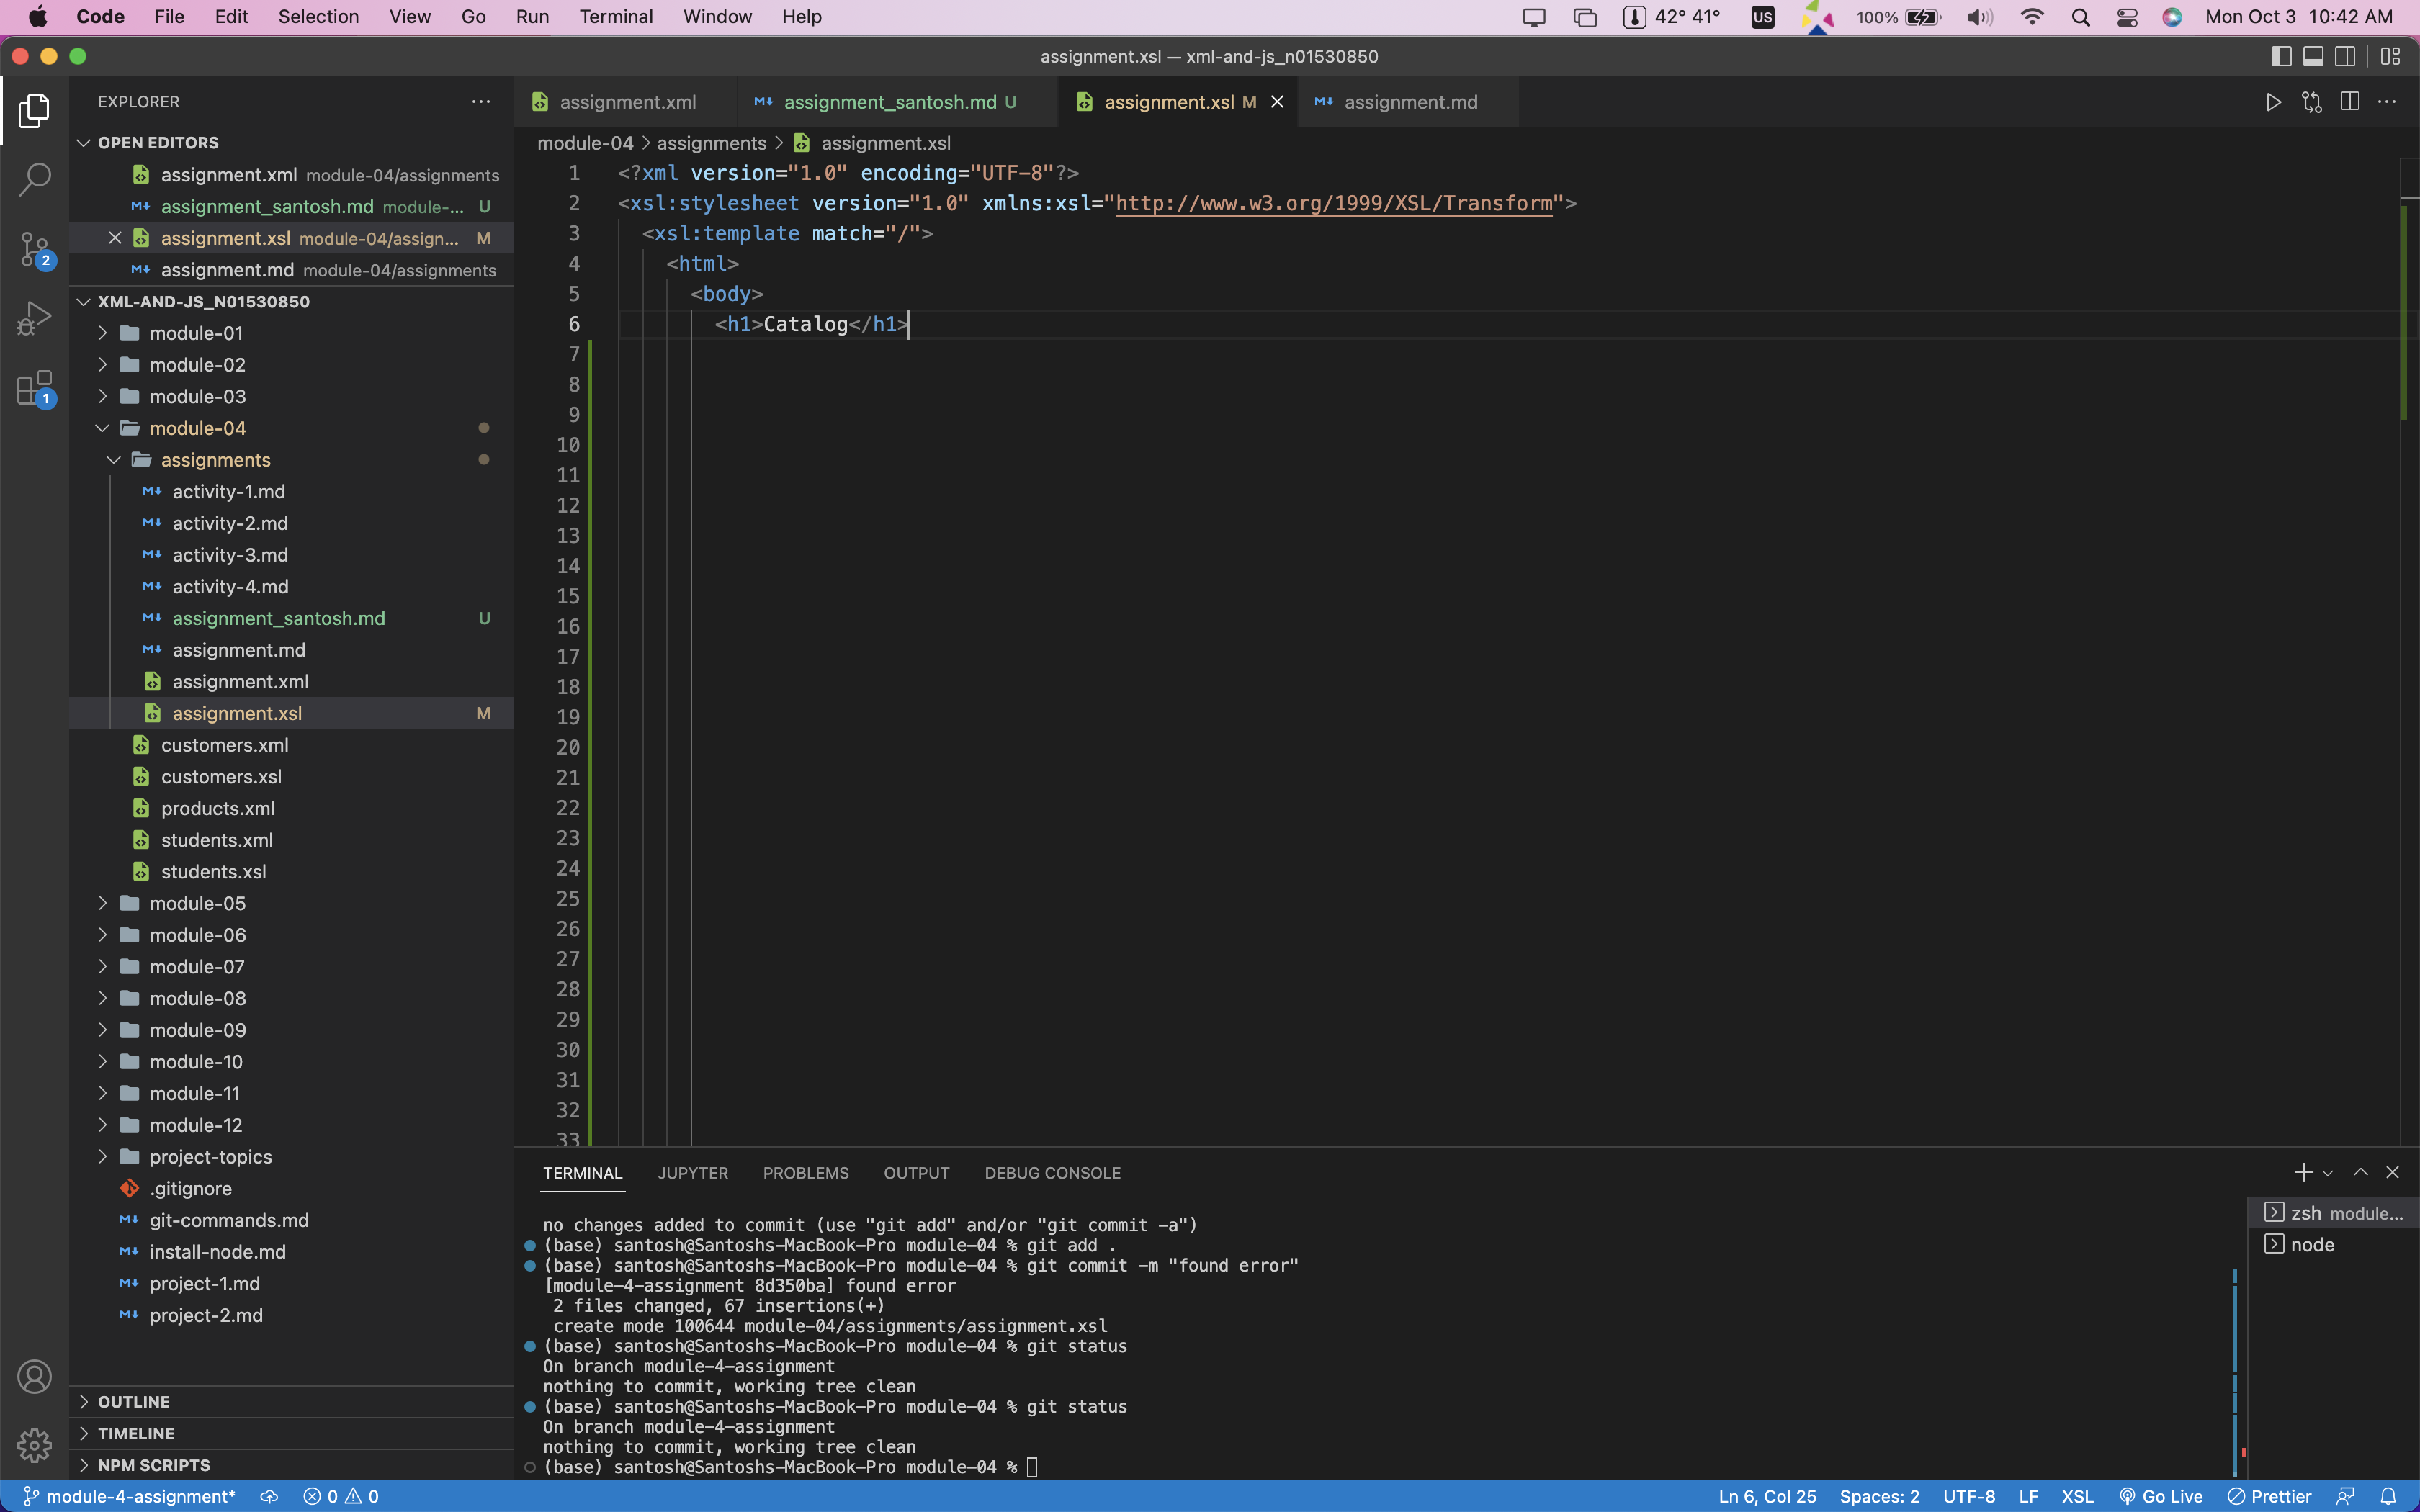 Code File Edit Selection View Go Run Terminal Window Help 42° 41° US 100% Mon Oct 3 10:42 AM
assignment.xsl — xml-and-js_n01530850
EXPLORER
OPEN EDITORS
assignment.xml module-04/assignments
assignment_santosh.md module-... U
assignment.xsl module-04/assign... M
assignment.md module-04/assignments
XML-AND-JS_N01530850
module-01
module-02
module-03
module-04
assignments
activity-1.md
activity-2.md
activity-3.md
activity-4.md
assignment_santosh.md U
assignment.md
assignment.xml
assignment.xsl M
customers.xml
customers.xsl
products.xml
students.xml
students.xsl
module-05
module-06
module-07
module-08
module-09
module-10
module-11
module-12
project-topics
.gitignore
git-commands.md
install-node.md
project-1.md
project-2.md
OUTLINE
TIMELINE
NPM SCRIPTS
2
1
assignment.xml assignment_santosh.md U assignment.xsl M assignment.md
module-04 > assignments > assignment.xsl
1 <?xml version="1.0" encoding="UTF-8"?>
2 <xsl:stylesheet version="1.0" xmlns:xsl="http://www.w3.org/1999/XSL/Transform">
3 <xsl:template match="/">
4 <html>
5 <body>
6 <h1>Catalog</h1>
7
8
9
10
11
12
13
14
15
16
17
18
19
20
21
22
23
24
25
26
27
28
29
30
31
32
33
TERMINAL JUPYTER PROBLEMS OUTPUT DEBUG CONSOLE
no changes added to commit (use "git add" and/or "git commit -a")
(base) santosh@Santoshs-MacBook-Pro module-04 % git add .
(base) santosh@Santoshs-MacBook-Pro module-04 % git commit -m "found error"
[module-4-assignment 8d350ba] found error
2 files changed, 67 insertions(+)
create mode 100644 module-04/assignments/assignment.xsl
(base) santosh@Santoshs-MacBook-Pro module-04 % git status
On branch module-4-assignment
nothing to commit, working tree clean
(base) santosh@Santoshs-MacBook-Pro module-04 % git status
On branch module-4-assignment
nothing to commit, working tree clean
(base) santosh@Santoshs-MacBook-Pro module-04 %
zsh module...
node
module-4-assignment* 0 0 Ln 6, Col 25 Spaces: 2 UTF-8 LF XSL Go Live Prettier